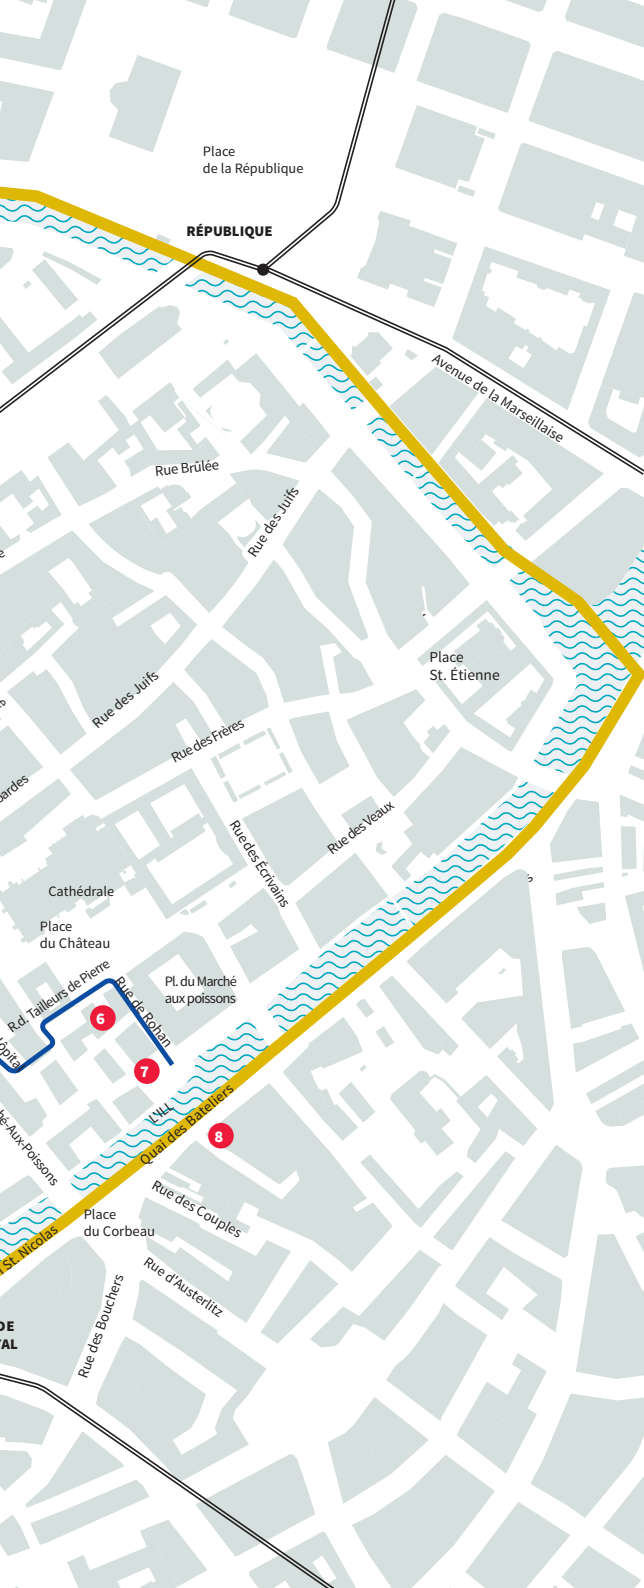 Place
de la République
RÉPUBLIQUE
Avenue de la Marseillaise
Rue Brûlée
Rue des Juifs
Place
St. Étienne
Rue des Juifs
Rue des Frères
Rue des Veaux
Rue des Écrivains
Cathédrale
Place
du Château
R.d. Tailleurs de Pierre
Rue de Rohan
Pl. du Marché
aux poissons
6
7
L'ILL
Quai des Bateliers
8
Rue des Couples
Place
du Corbeau
St. Nicolas
Rue d'Austerlitz
Rue des Bouchers
DE